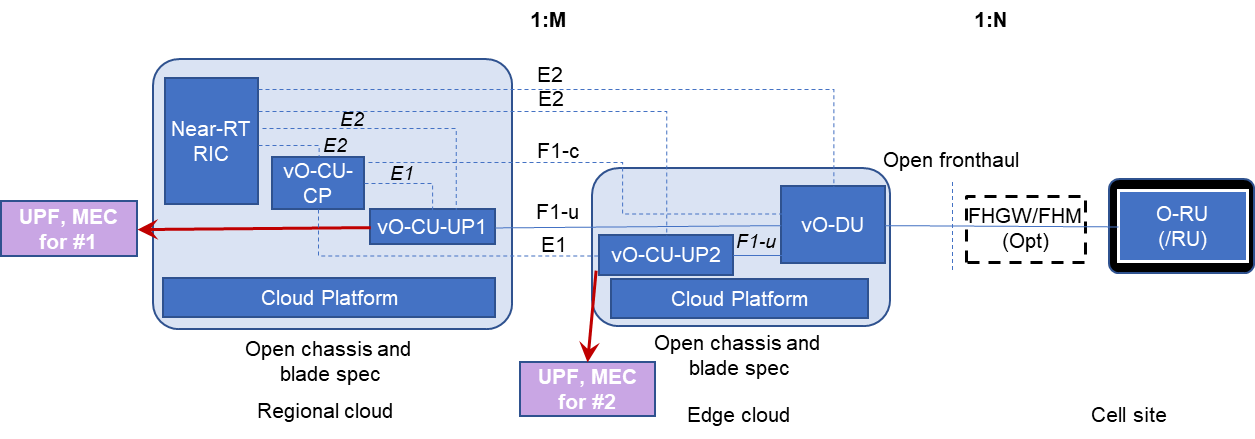 1:M
1:N
E2
E2
Near-RT
RIC
E2
E2
F1-c
vO-CU-
CP
E1
Open fronthaul
UPF, MEC
for #1
vO-CU-UP1
F1-u
E1
vO-DU
vO-CU-UP2
F1-u
FHGW/FHM
(Opt)
O-RU
(/RU)
Cloud Platform
Cloud Platform
Open chassis and
blade spec
Open chassis and
blade spec
UPF, MEC
for #2
Regional cloud
Edge cloud
Cell site